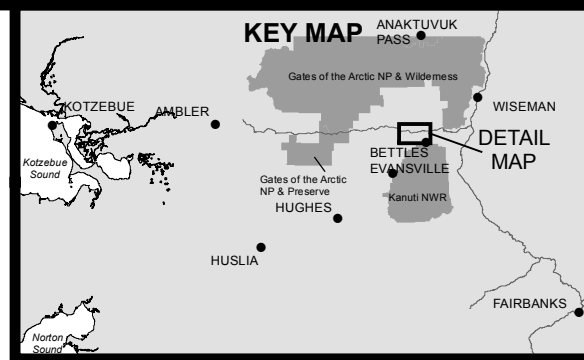 KEY MAP
ANAKTUVUK
PASS
Gates of the Arctic NP & Wilderness
KOTZEBUE
AMBLER
WISEMAN
Kotzebue
Sound
DETAIL
MAP
BETTLES
EVANSVILLE
Gates of the Arctic
NP & Preserve
Kanuti NWR
HUGHES
HUSLIA
FAIRBANKS
Norton
Sound